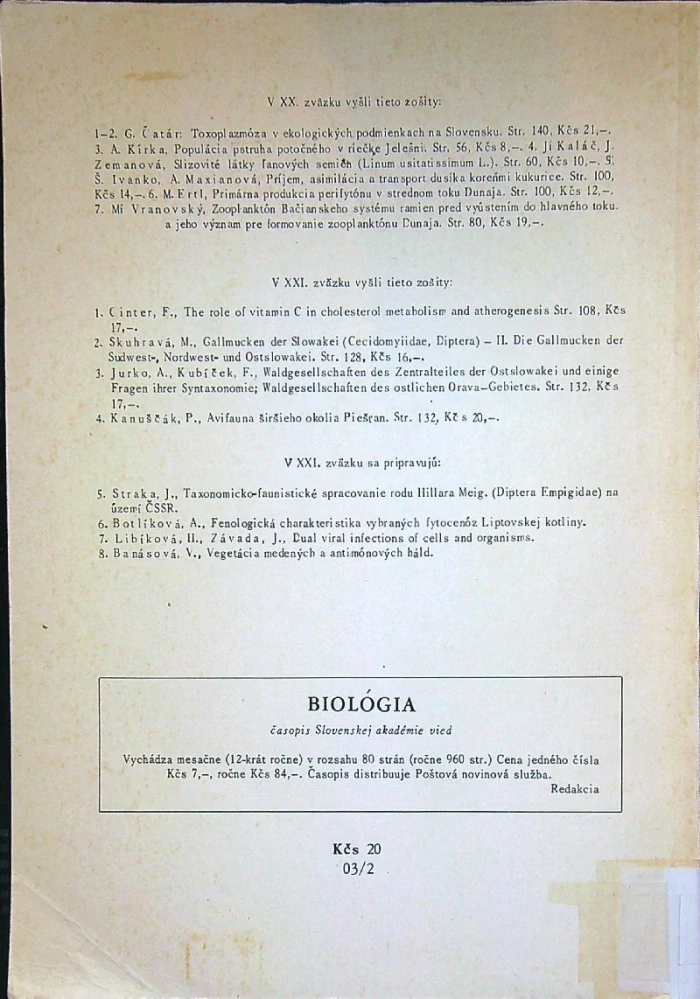 V XX. zväzku vyšli tieto zošity:
1–2. G. Čatár: Toxoplazmóza v ekologických podmienkach na Slovensku. Str. 140, Kčs 21,–.
3. A. Kirka, Populácia pstruha potočného v riečke Jelešni. Str. 56, Kčs 8,–. 4. J. Kaláč, J.
Zemanová, Slizovité látky ľanových semien (Linum usitatissimum L.). Str. 60, Kčs 10,–. 5.
Š. Ivanko, A. Maxianová, Príjem, asimilácia a transport dusíka koreňmi kukurice. Str. 100,
Kčs 14,–. 6. M. Ertl, Primárna produkcia perifytónu v strednom toku Dunaja. Str. 100, Kčs 12,–.
7. M. Vranovský, Zooplanktón Bačianskeho systému ramien pred vyústením do hlavného toku.
a jeho význam pre formovanie zooplanktónu Dunaja. Str. 80, Kčs 19,–.
V XXI. zväzku vyšli tieto zošity:
1. Cinter, F., The role of vitamin C in cholesterol metabolism and atherogenesis Str. 108, Kčs
17,–.
2. Skuhravá, M., Gallmucken der Slowakei (Cecidomyiidae, Diptera) – II. Die Gallmucken der
Sudwest-, Nordwest- und Ostslowakei. Str. 128, Kčs 16,–.
3. Jurko, A., Kubíček, F., Waldgesellschaften des Zentralteiles der Ostslowakei und einige
Fragen ihrer Syntaxonomie; Waldgesellschaften des ostlichen Orava–Gebietes. Str. 132, Kčs
17,–.
4. Kanuščák, P., Avifauna širšieho okolia Piešťan. Str. 132, Kčs 20,–.
V XXI. zväzku sa pripravujú:
5. Straka, J., Taxonomicko-faunistické spracovanie rodu Hillara Meig. (Diptera Empigidae) na
území ČSSR.
6. Botlíková, A., Fenologická charakteristika vybraných fytocenóz Liptovskej kotliny.
7. Libíková, H., Závada, J., Dual viral infections of cells and organisms.
8. Banásová, V., Vegetácia medených a antimónových háld.
BIOLÓGIA
časopis Slovenskej akadémie vied
Vychádza mesačne (12-krát ročne) v rozsahu 80 strán (ročne 960 str.) Cena jedného čísla
Kčs 7,–, ročne Kčs 84,–. Časopis distribuuje Poštová novinová služba.
Redakcia
Kčs 20
03/2